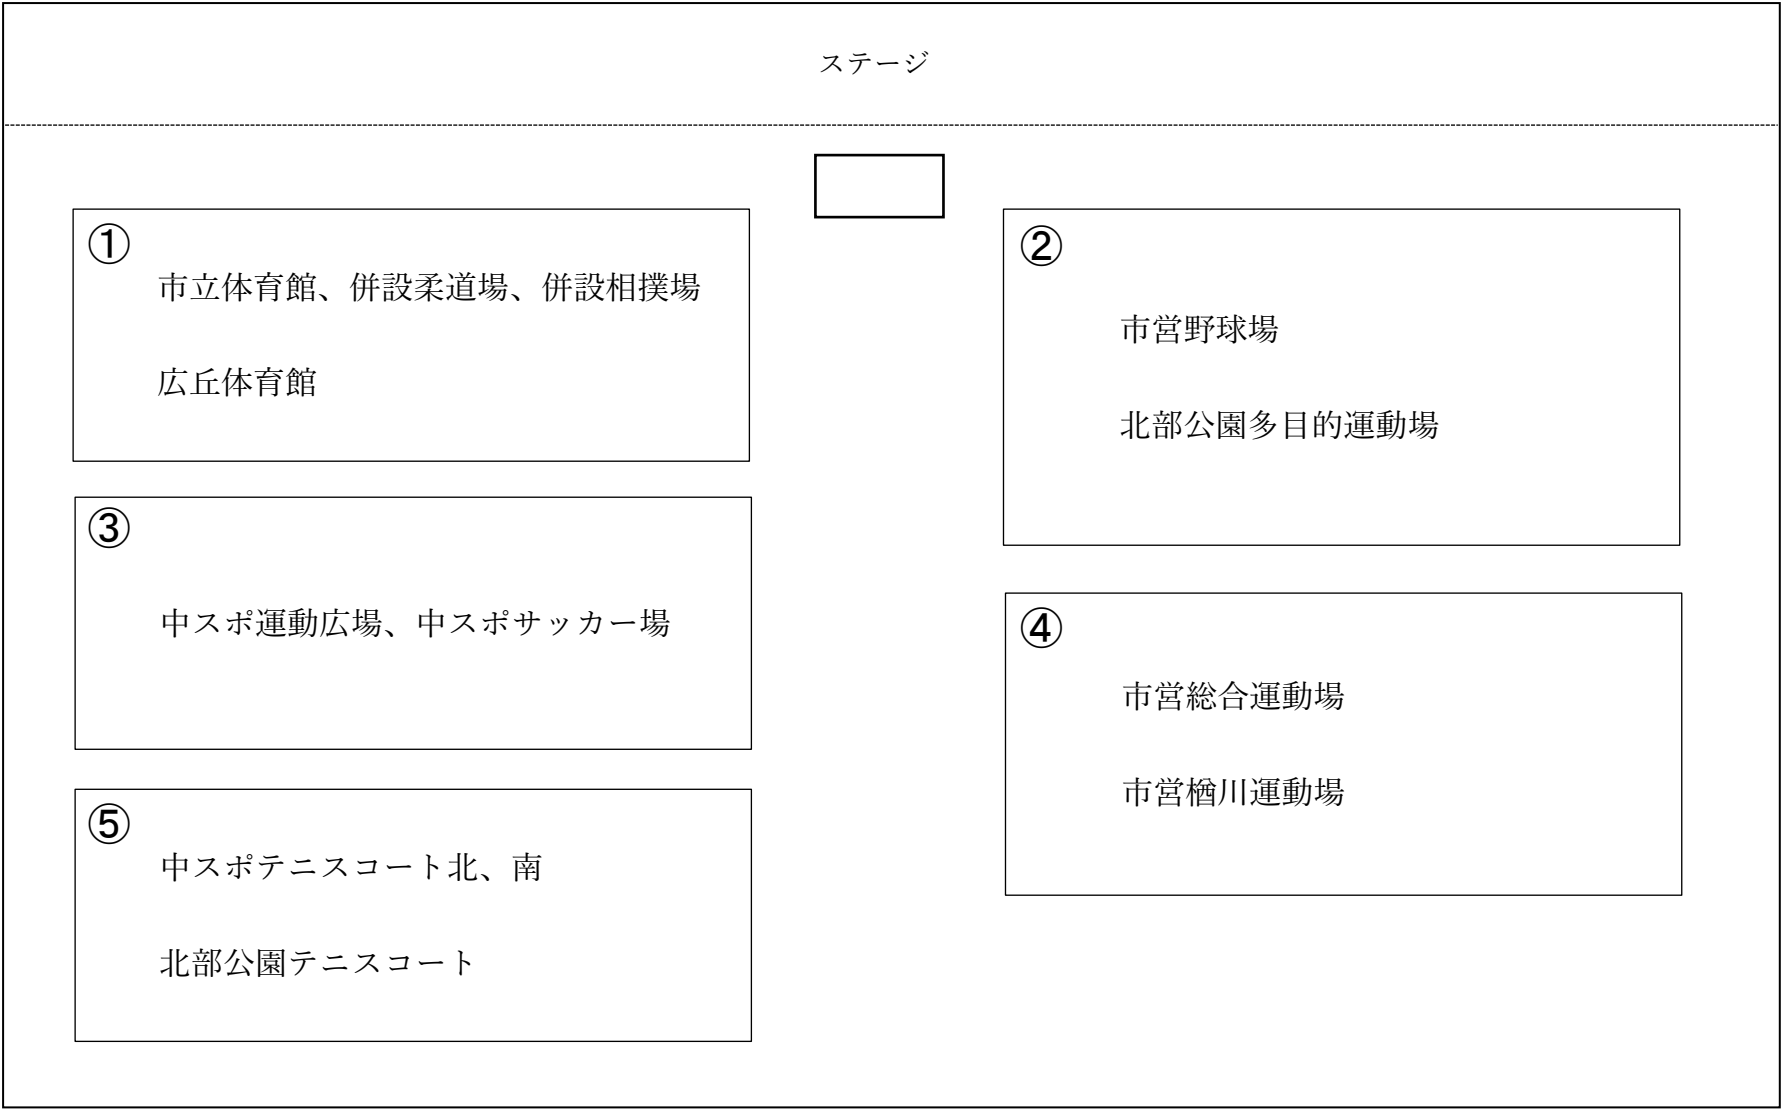 ステージ
①
市立体育館、併設柔道場、併設相撲場
広丘体育館
②
市営野球場
北部公園多目的運動場
③
中スポ運動広場、中スポサッカー場
④
市営総合運動場
市営楢川運動場
⑤
中スポテニスコート北、南
北部公園テニスコート